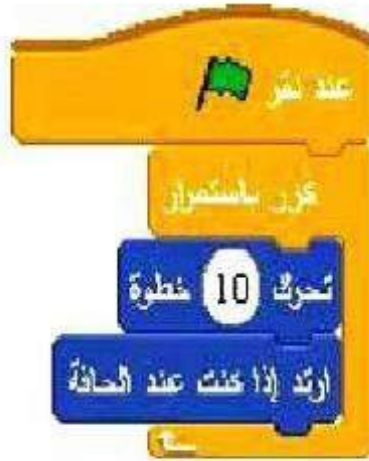 عند نقر
كرر باستمرار
تحرك 10 خطوة
ارتد إذا كنت عند الحافة